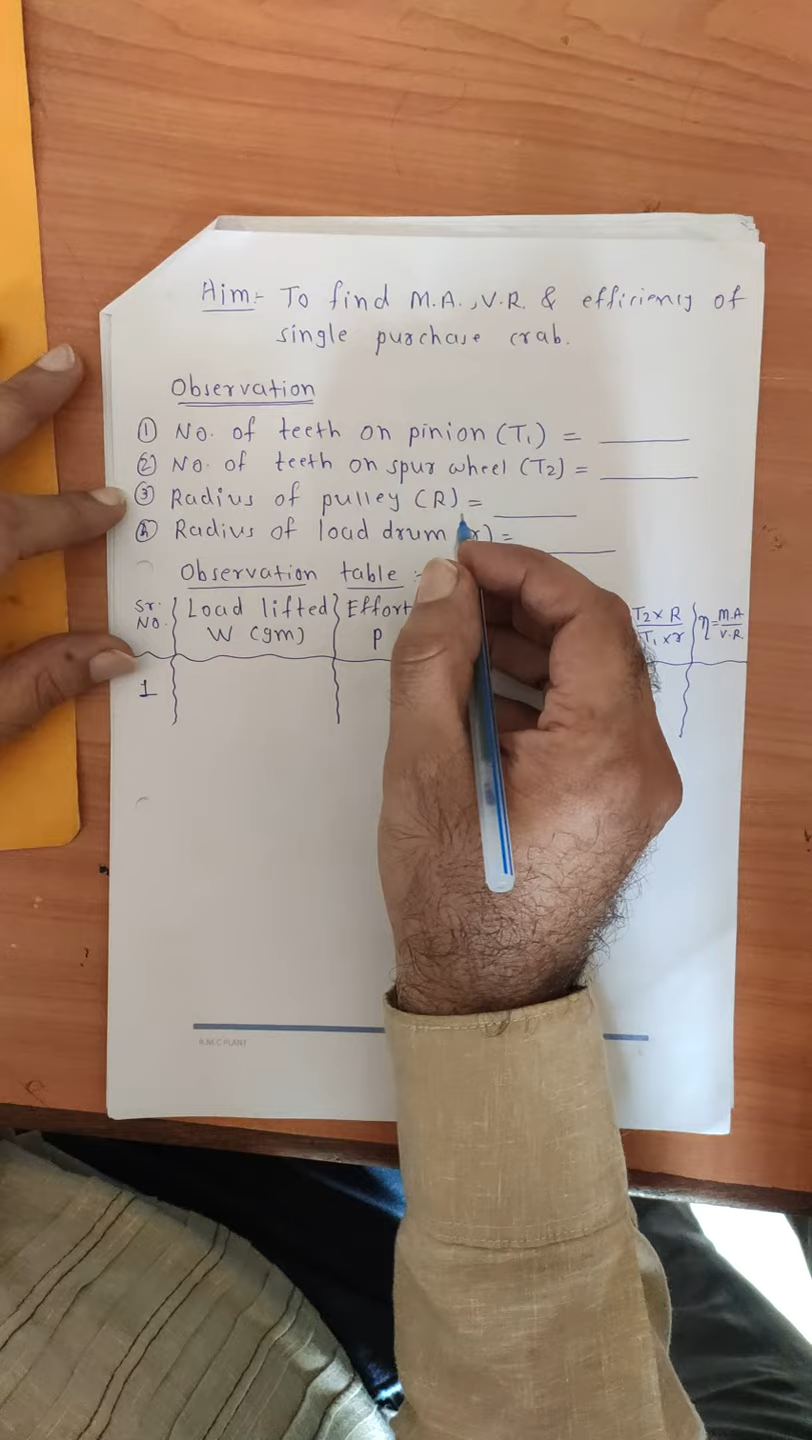 Aim:- To find M.A., V.R. & efficiency of
single purchase crab.
Observation
① No. of teeth on pinion (T₁) = ______
② No. of teeth on spur wheel (T2) = ______
③ Radius of pulley (R) = ______
④ Radius of load drum r) = ______
Observation table :-
Sr. No. Load lifted W (gm) Effort P T2 x R / T₁ x r η = M.A / V.R
1
R.M.C PLANT